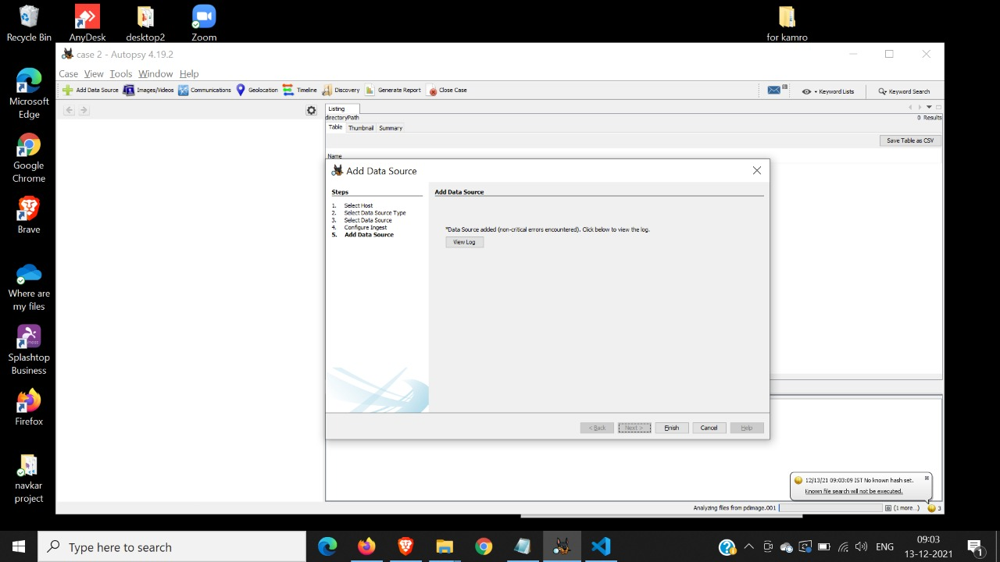 Recycle Bin
AnyDesk
desktop2
Zoom
for kamro
Microsoft
Edge
Google
Chrome
Brave
Where are
my files
Splashtop
Business
Firefox
navkar
project
case 2 - Autopsy 4.19.2
Case View Tools Window Help
Add Data Source Images/Videos Communications Geolocation Timeline Discovery Generate Report Close Case Keyword Lists Keyword Search
Listing
directoryPath 0 Results
Table Thumbnail Summary
Save Table as CSV
Name
Add Data Source
Steps
1. Select Host
2. Select Data Source Type
3. Select Data Source
4. Configure Ingest
5. Add Data Source
Add Data Source
*Data Source added (non-critical errors encountered). Click below to view the log.
View Log
< Back Next > Finish Cancel Help
12/13/21 09:03:09 IST No known hash set.
Known file search will not be executed.
Analyzing files from pdimage.001 (1 more...) 3
Type here to search
ENG
09:03
13-12-2021
1